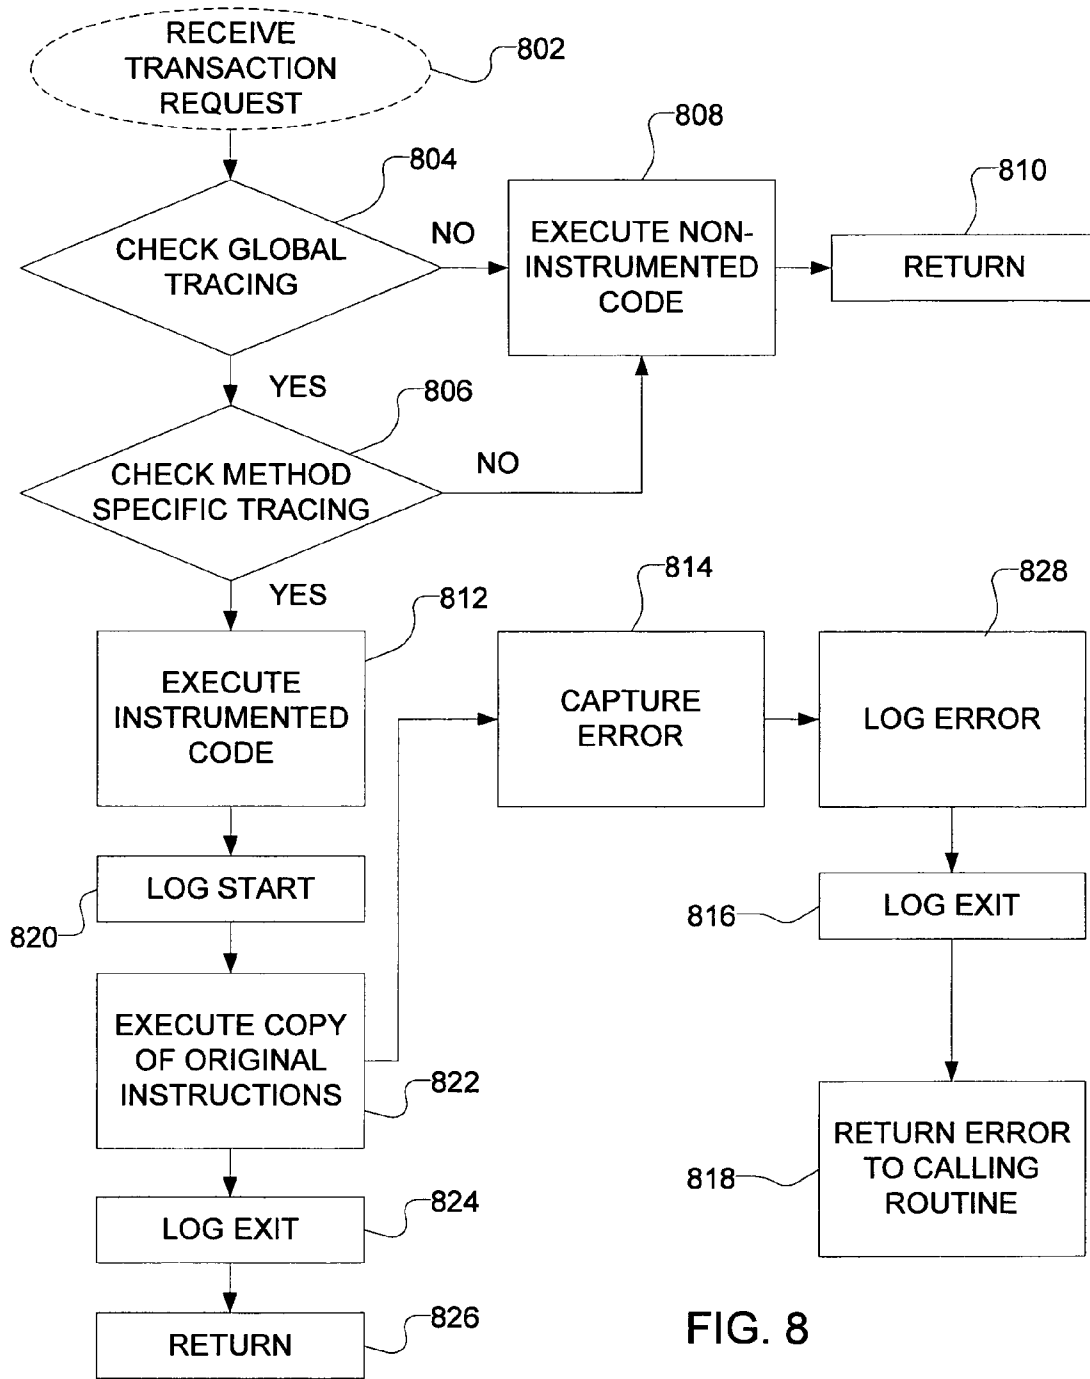 RECEIVE
TRANSACTION
REQUEST
802
804
CHECK GLOBAL
TRACING
NO
YES
808
EXECUTE NON-
INSTRUMENTED
CODE
810
RETURN
806
CHECK METHOD
SPECIFIC TRACING
NO
YES
812
EXECUTE
INSTRUMENTED
CODE
814
CAPTURE
ERROR
828
LOG ERROR
LOG START
820
816
LOG EXIT
EXECUTE COPY
OF ORIGINAL
INSTRUCTIONS
822
RETURN ERROR
TO CALLING
ROUTINE
818
LOG EXIT
824
RETURN
826
FIG. 8